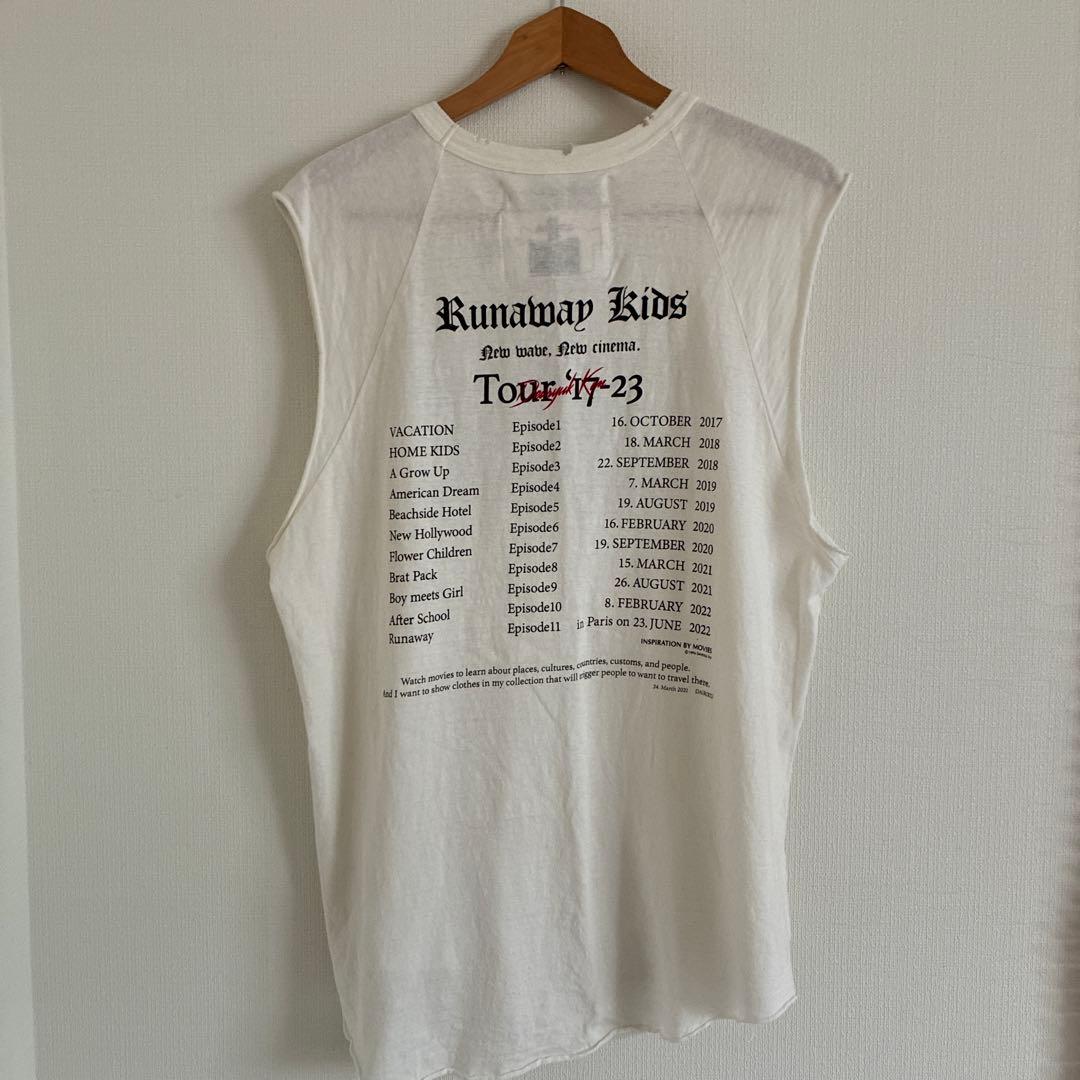 Runaway Kids
New wave, New cinema.
Tour '17-23
VACATION Episode1 16. OCTOBER 2017
HOME KIDS Episode2 18. MARCH 2018
A Grow Up Episode3 22. SEPTEMBER 2018
American Dream Episode4 7. MARCH 2019
Beachside Hotel Episode5 19. AUGUST 2019
New Hollywood Episode6 16. FEBRUARY 2020
Flower Children Episode7 19. SEPTEMBER 2020
Brat Pack Episode8 15. MARCH 2021
Boy meets Girl Episode9 26. AUGUST 2021
After School Episode10 8. FEBRUARY 2022
Runaway Episode11 in Paris on 23. JUNE 2022
INSPIRATION BY MOVIES
Watch movies to learn about places, cultures, countries, customs, and people.
And I want to show clothes in my collection that will trigger people to want to travel there.
24. March 2021